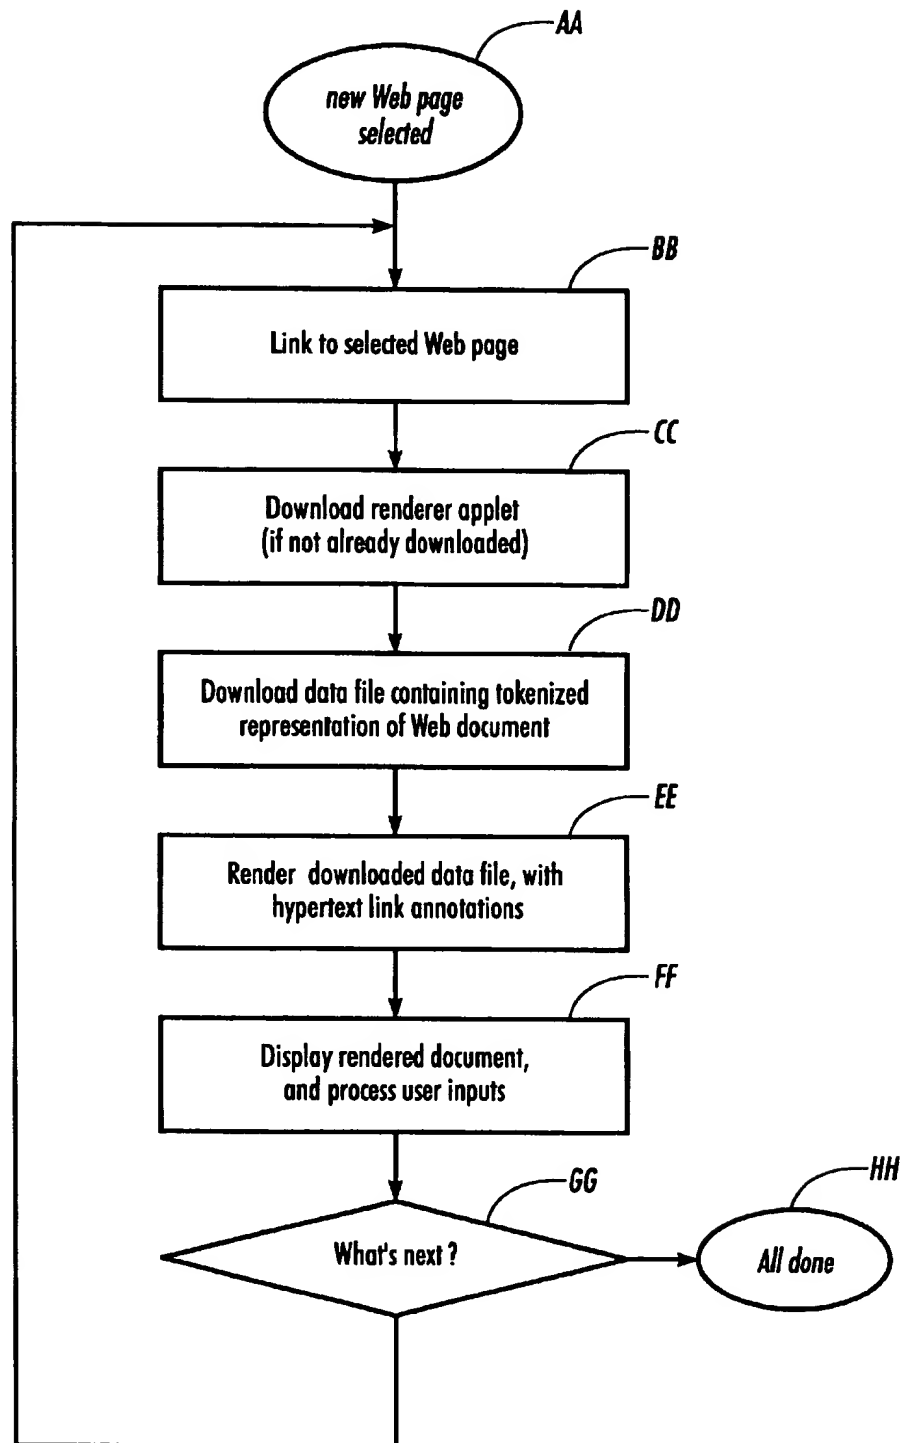 AA
new Web page
selected
BB
Link to selected Web page
CC
Download renderer applet
(if not already downloaded)
DD
Download data file containing tokenized
representation of Web document
EE
Render downloaded data file, with
hypertext link annotations
FF
Display rendered document,
and process user inputs
GG
What's next ?
HH
All done